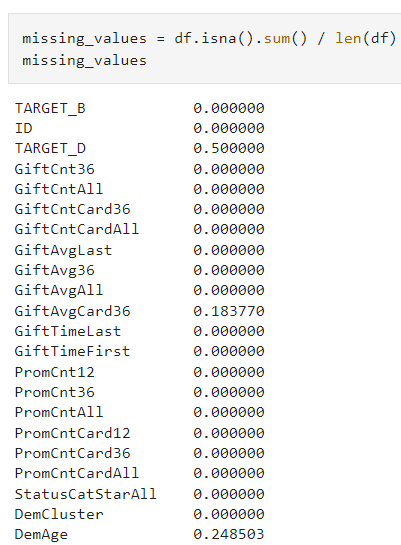 missing_values = df.isna().sum() / len(df)
missing_values
TARGET_B 0.000000
ID 0.000000
TARGET_D 0.500000
GiftCnt36 0.000000
GiftCntAll 0.000000
GiftCntCard36 0.000000
GiftCntCardAll 0.000000
GiftAvgLast 0.000000
GiftAvg36 0.000000
GiftAvgAll 0.000000
GiftAvgCard36 0.183770
GiftTimeLast 0.000000
GiftTimeFirst 0.000000
PromCnt12 0.000000
PromCnt36 0.000000
PromCntAll 0.000000
PromCntCard12 0.000000
PromCntCard36 0.000000
PromCntCardAll 0.000000
StatusCatStarAll 0.000000
DemCluster 0.000000
DemAge 0.248503